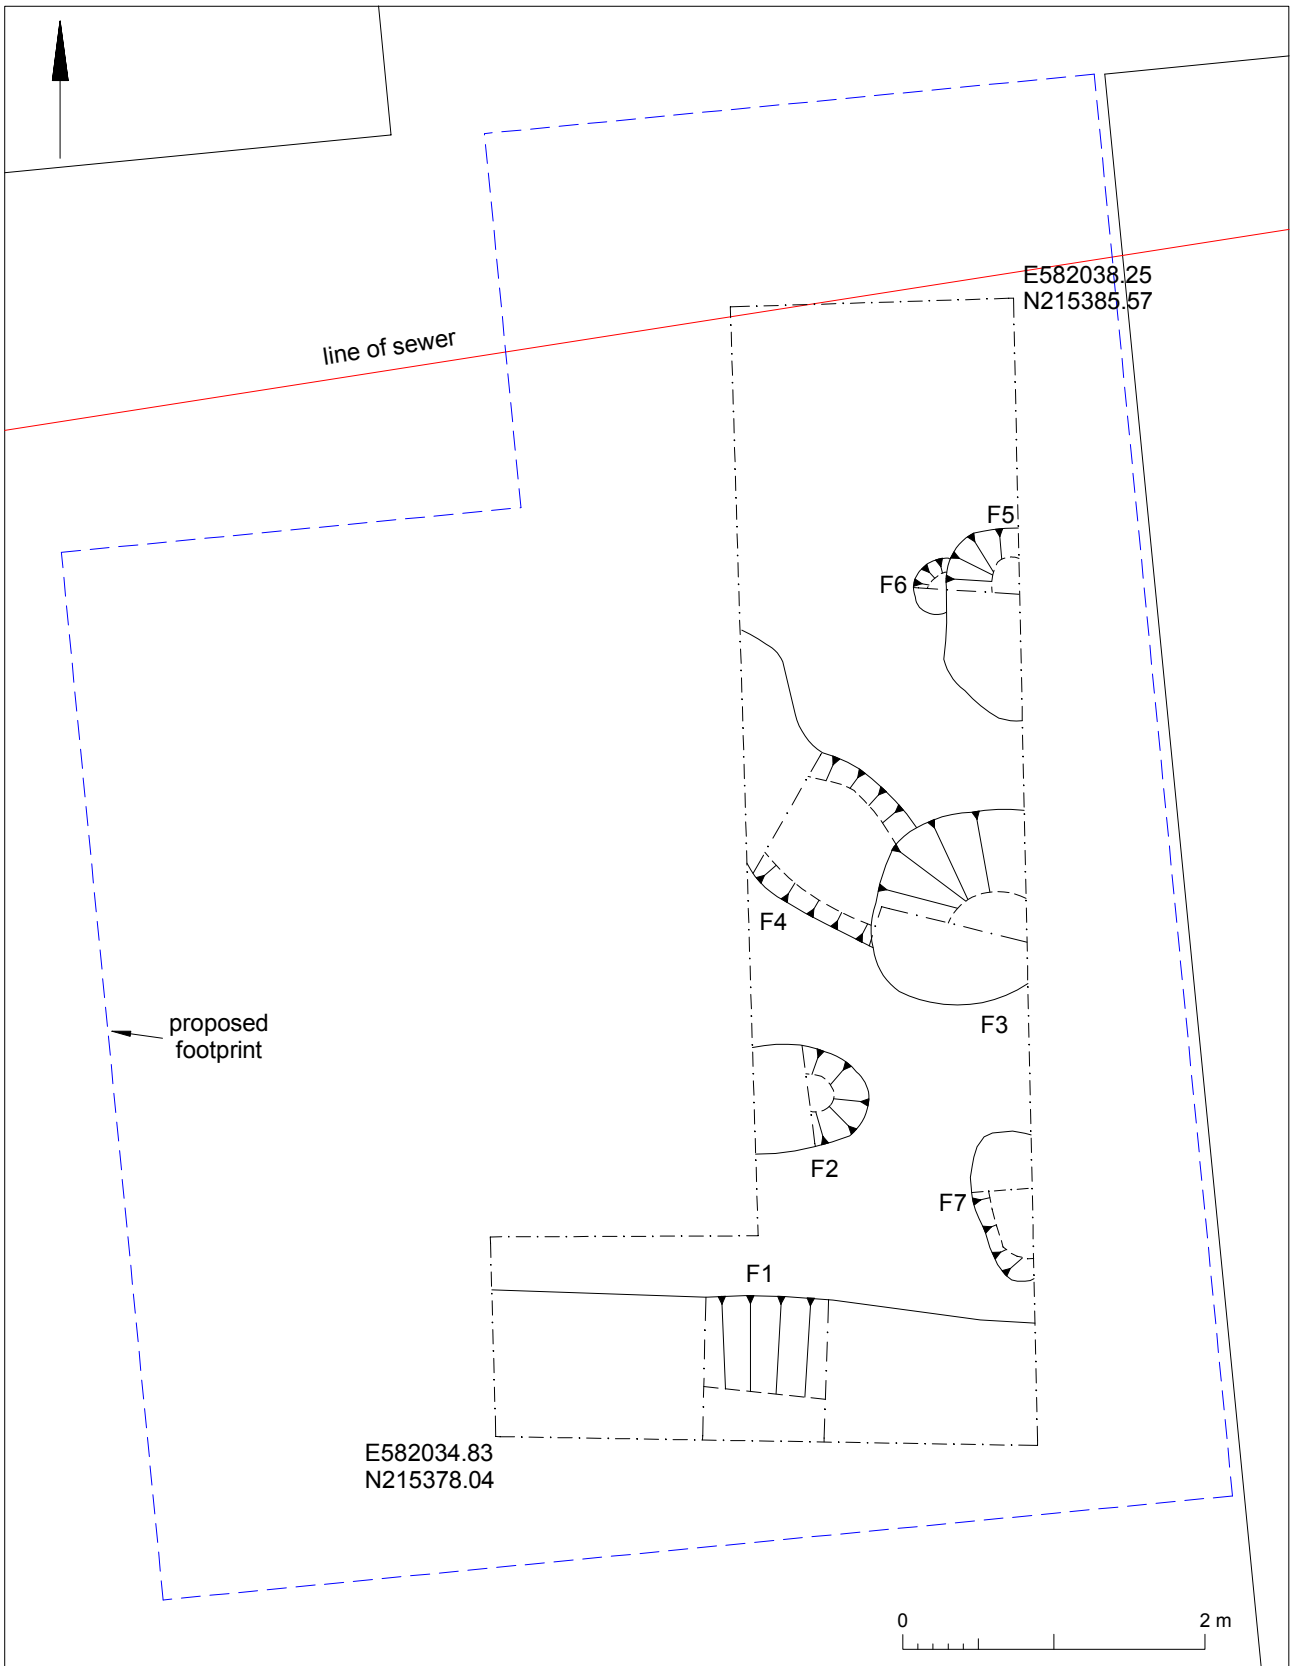 E582038.25
N215385.57
line of sewer
F5
F6
F4
F3
proposed
footprint
F2
F7
F1
E582034.83
N215378.04
0 2 m